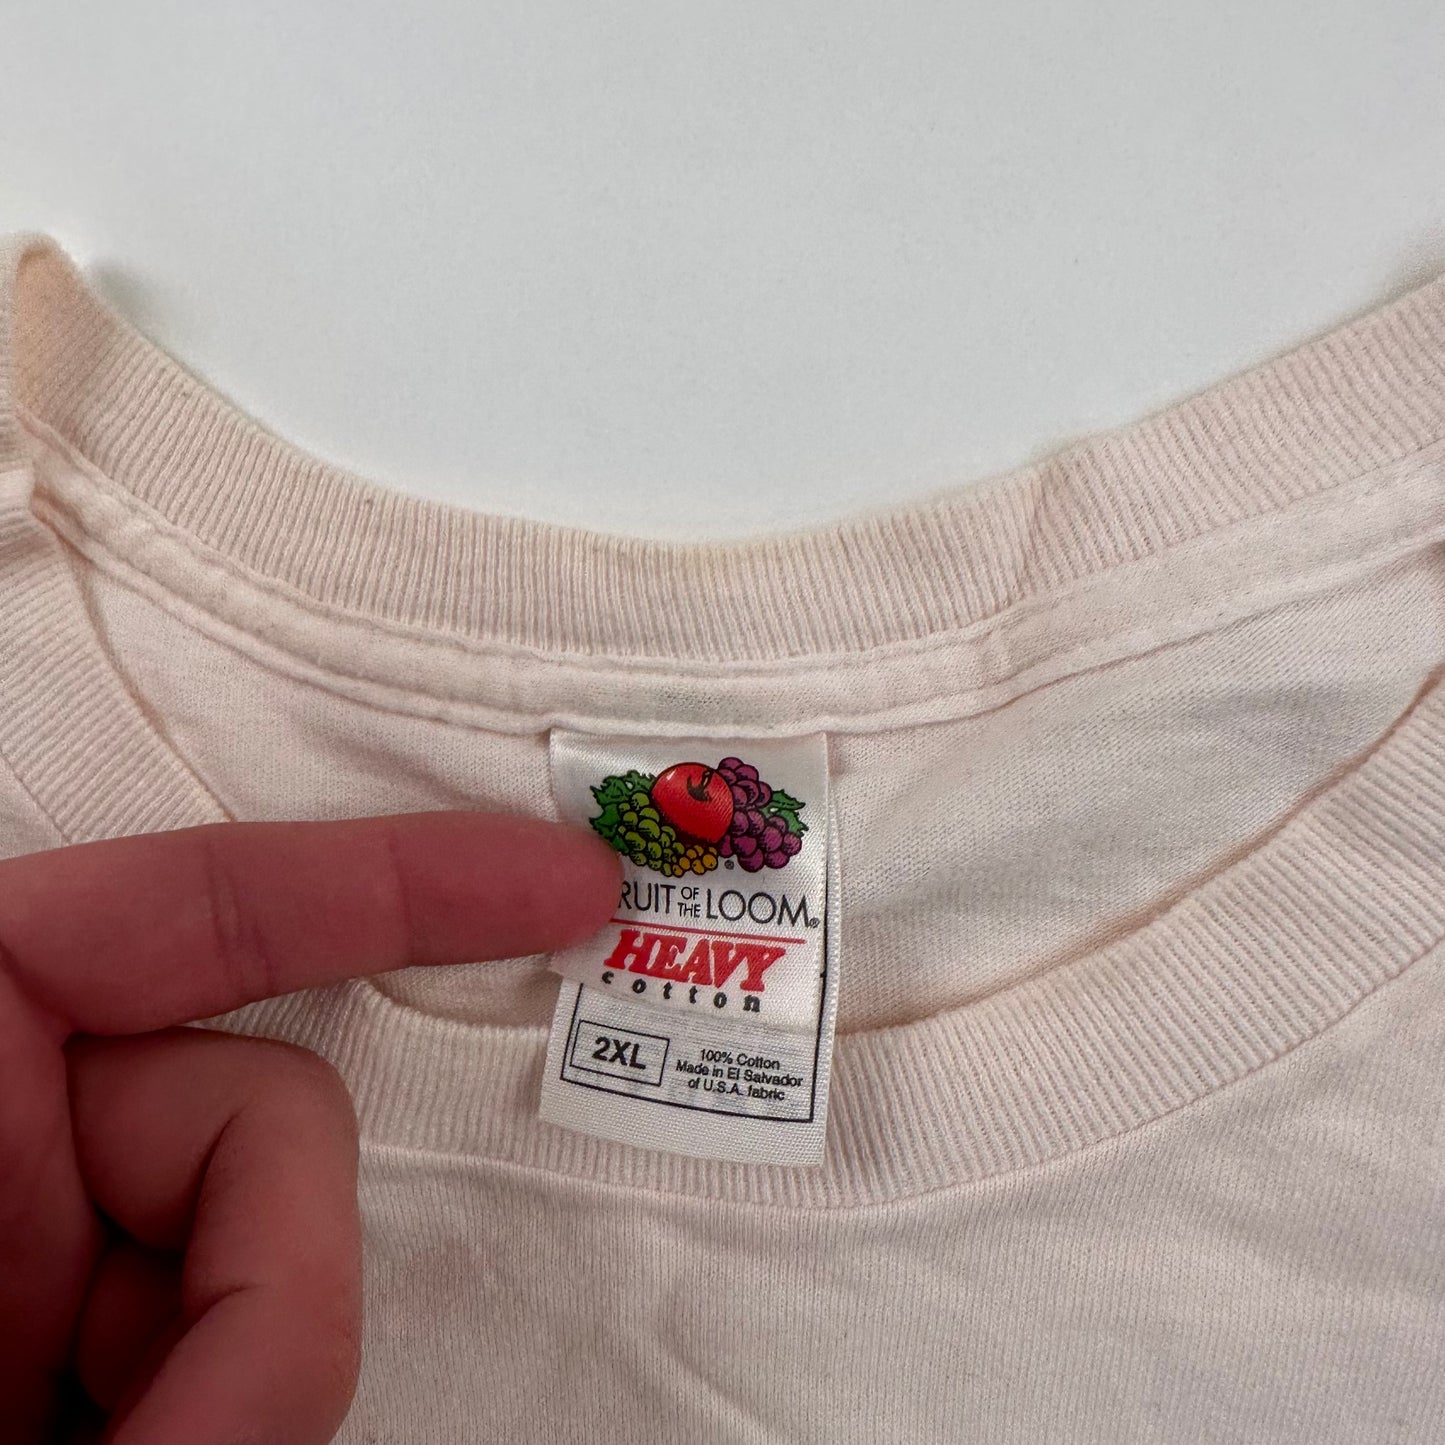 RUIT OF THE LOOM®
HEAVY
cotton
2XL
100% Cotton
Made in El Salvador
of U.S.A. fabric